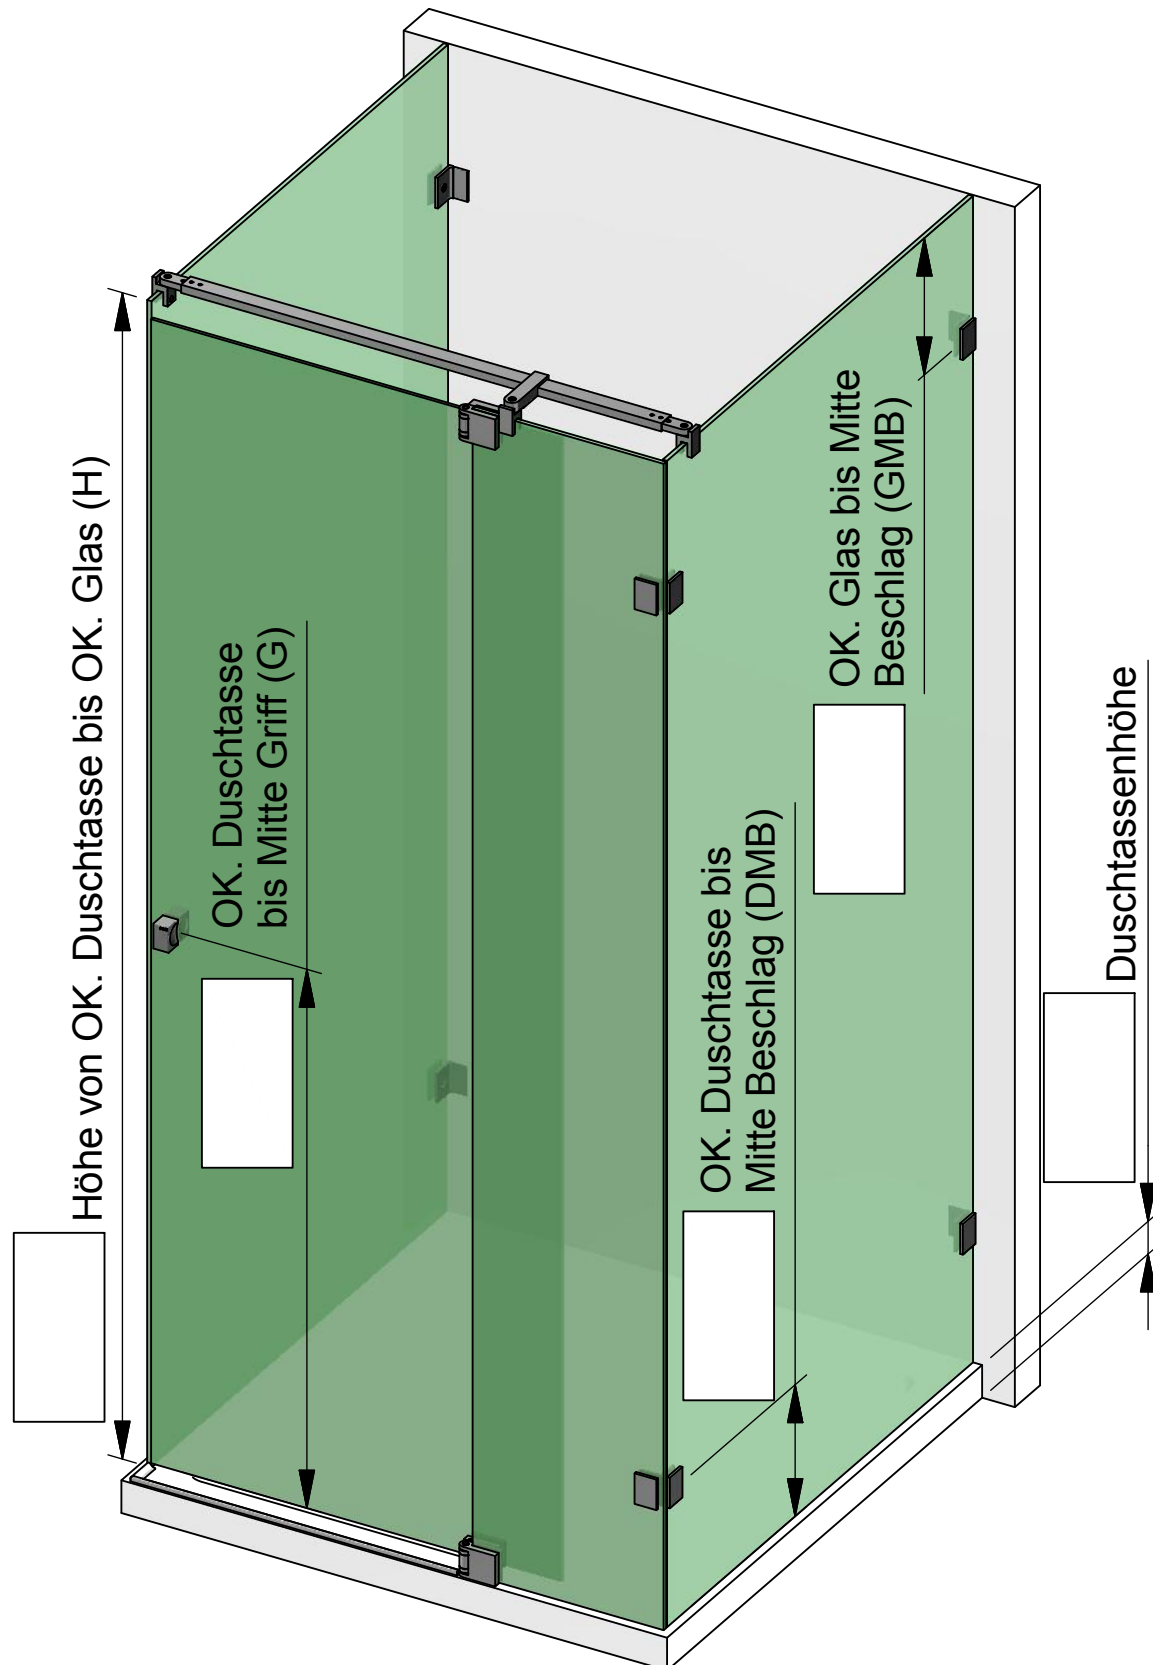 Höhe von OK. Duschtasse bis OK. Glas (H)
OK. Duschtasse
bis Mitte Griff (G)
OK. Duschtasse bis
Mitte Beschlag (DMB)
OK. Glas bis Mitte
Beschlag (GMB)
Duschtassenhöhe